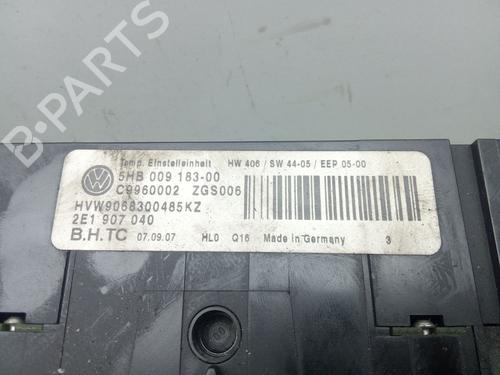 Temp. Einstelleinheit HW 406 / SW 44-05 / EEP 05-00
5HB 009 183-00
C9960002 ZGS006
HVW9068300485KZ
2E1 907 040
B.H.TC 07.09.07 HL0 Q16 Made in Germany 3
B-PARTS